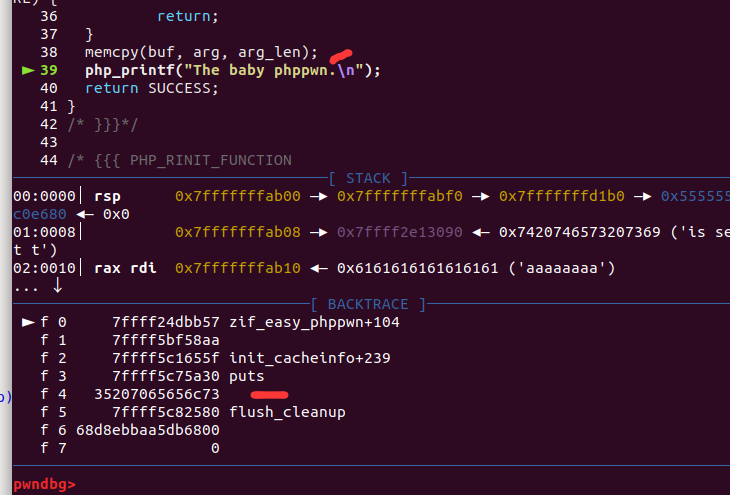 RE) {
36 return;
37 }
38 memcpy(buf, arg, arg_len);
► 39 php_printf("The baby phppwn.\n");
40 return SUCCESS;
41 }
42 /* }}}*/
43
44 /* {{{ PHP_RINIT_FUNCTION
[ STACK ]
00:0000│ rsp 0x7fffffffab00 —▸ 0x7fffffffabf0 —▸ 0x7fffffffd1b0 —▸ 0x555555
c0e680 ◂— 0x0
01:0008│ 0x7fffffffab08 —▸ 0x7ffff2e13090 ◂— 0x7420746573207369 ('is se
t t')
02:0010│ rax rdi 0x7fffffffab10 ◂— 0x6161616161616161 ('aaaaaaaa')
... ↓
[ BACKTRACE ]
► f 0 7ffff24dbb57 zif_easy_phppwn+104
f 1 7ffff5bf58aa
f 2 7ffff5c1655f init_cacheinfo+239
f 3 7ffff5c75a30 puts
f 4 35207065656c73
f 5 7ffff5c82580 flush_cleanup
f 6 68d8ebbaa5db6800
f 7 0
pwndbg>